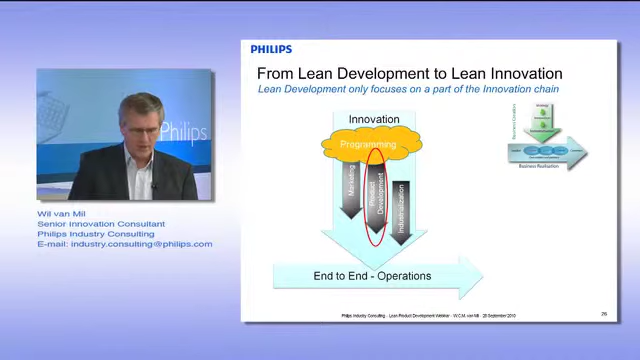 PHILIPS
From Lean Development to Lean Innovation
Lean Development only focuses on a part of the Innovation chain
Innovation
Programming
Marketing
Product
Development
Industrialization
End to End - Operations
Business Creation
Strategy
Business Realisation
Philips
Wil van Mil
Senior Innovation Consultant
Philips Industry Consulting
E-mail: industry.consulting@philips.com
Philips Industry Consulting - Lean Product Development Webinar - W.C.M. van Mil - 28 September 2010
26